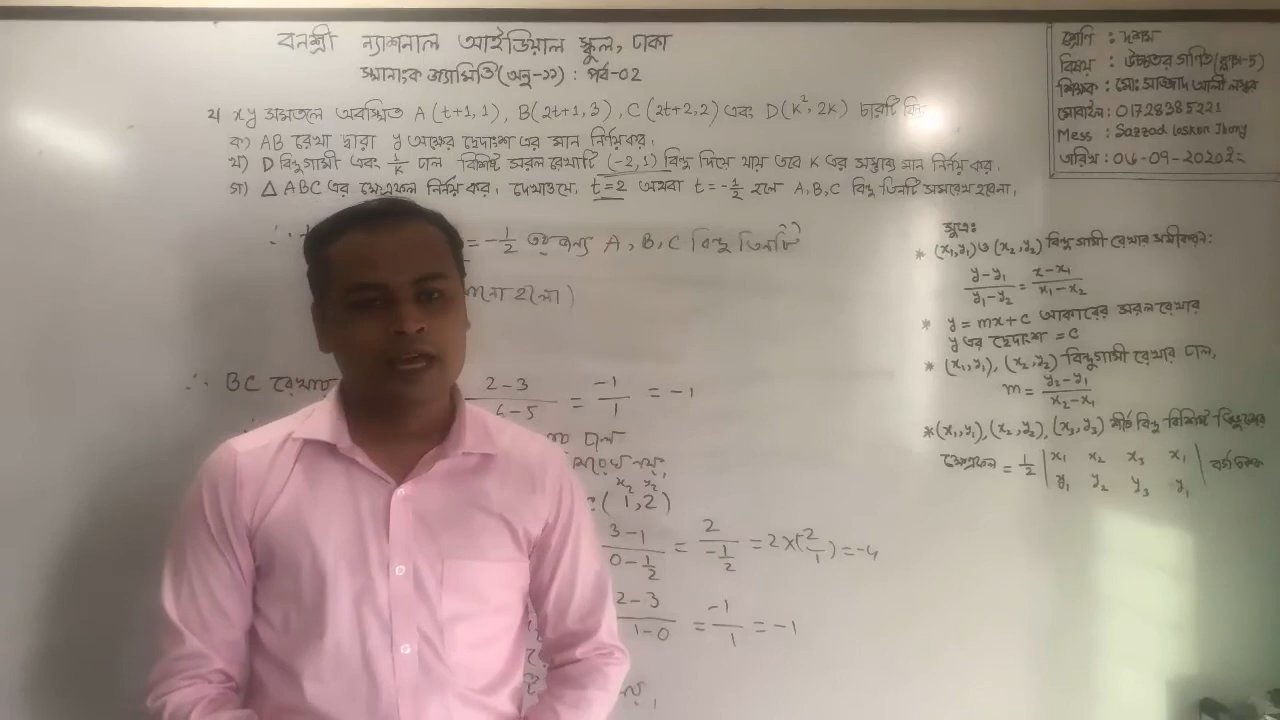 বনশ্রী ন্যাশনাল আইডিয়াল স্কুল, ঢাকা
স্থানাংক জ্যামিতি (অনু-১১) : পর্ব-02
শ্রেণি : দশম
বিষয় : উচ্চতর গণিত (ক্লাস-5)
শিক্ষক : মোঃ সাজ্জাদ আলী লস্কর
মোবাইল : 01728385221
Mess : Sazzad Laskar Jhony
তারিখ :
২। xy সমতলে অবস্থিত A (t+1, 1), B(2t+1, 3), C (2t+2, 2) এবং D(K², 2K) চারটি
ক) AB রেখা দ্বারা y অক্ষের ছেদাংশ এর মান নির্ণয় কর।
খ) D বিন্দুগামী এবং 1/K ঢাল বিশিষ্ট সরল রেখাটি (-2, 1) বিন্দু দিয়ে যায় তবে K এর সম্ভাব্য মান নির্ণয় কর।
গ) △ ABC এর ক্ষেত্রফল নির্ণয় কর। দেখাও যে, t=2 অথবা t= -1/2 হলে A, B, C বিন্দু তিনটি সমরেখ হবেনা।
∴ = -1/2 এর জন্য A, B, C বিন্দু তিনটি
হলো)
∴ BC রেখার 2-3/6-5 = -1/1 = -1
ঢাল
নয়,
x₂ y₂
(1, 2)
3-1/0-1/2 = 2/-1/2 = 2×(2/1) = -4
2-3/1-0 = -1/1 = -1
সূত্রঃ
* (x₁, y₁) ও (x₂, y₂) বিন্দুগামী রেখার সমীকরণ:
y-y₁/y₁-y₂ = x-x₁/x₁-x₂
* y = mx+c আকারের সরল রেখার
y এর ছেদাংশ = c
* (x₁, y₁), (x₂, y₂) বিন্দুগামী রেখার ঢাল,
m = y₂-y₁/x₂-x₁
* (x₁, y₁), (x₂, y₂), (x₃, y₃) শীর্ষ বিন্দু বিশিষ্ট ত্রিভুজের
ক্ষেত্রফল = 1/2 | x₁ x₂ x₃ x₁ | বর্গ একক
y₁ y₂ y₃ y₁